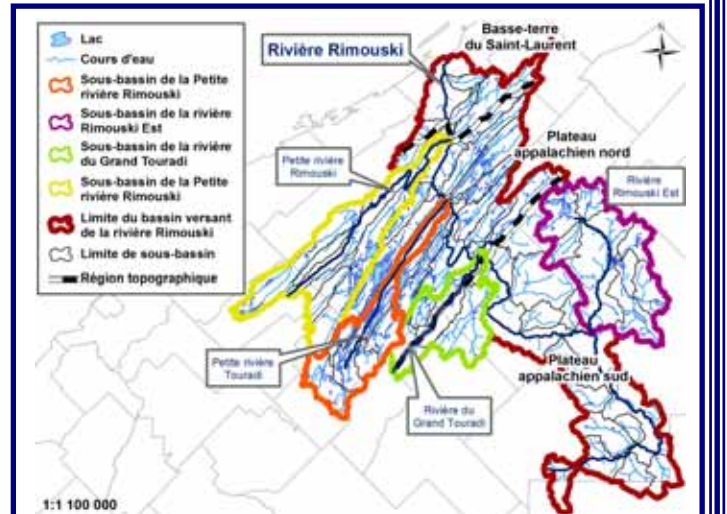 Lac
Cours d'eau
Sous-bassin de la Petite
rivière Rimouski
Sous-bassin de la rivière
Rimouski Est
Sous-bassin de la rivière
du Grand Touradi
Sous-bassin de la Petite
rivière Rimouski
Limite du bassin versant
de la rivière Rimouski
Limite de sous-bassin
Région topographique
1:1 100 000
Rivière Rimouski
Basse-terre
du Saint-Laurent
N
Petite rivière
Rimouski
Plateau
appalachien nord
Rivière
Rimouski Est
Petite rivière
Touradi
Rivière du
Grand Touradi
Plateau
appalachien sud